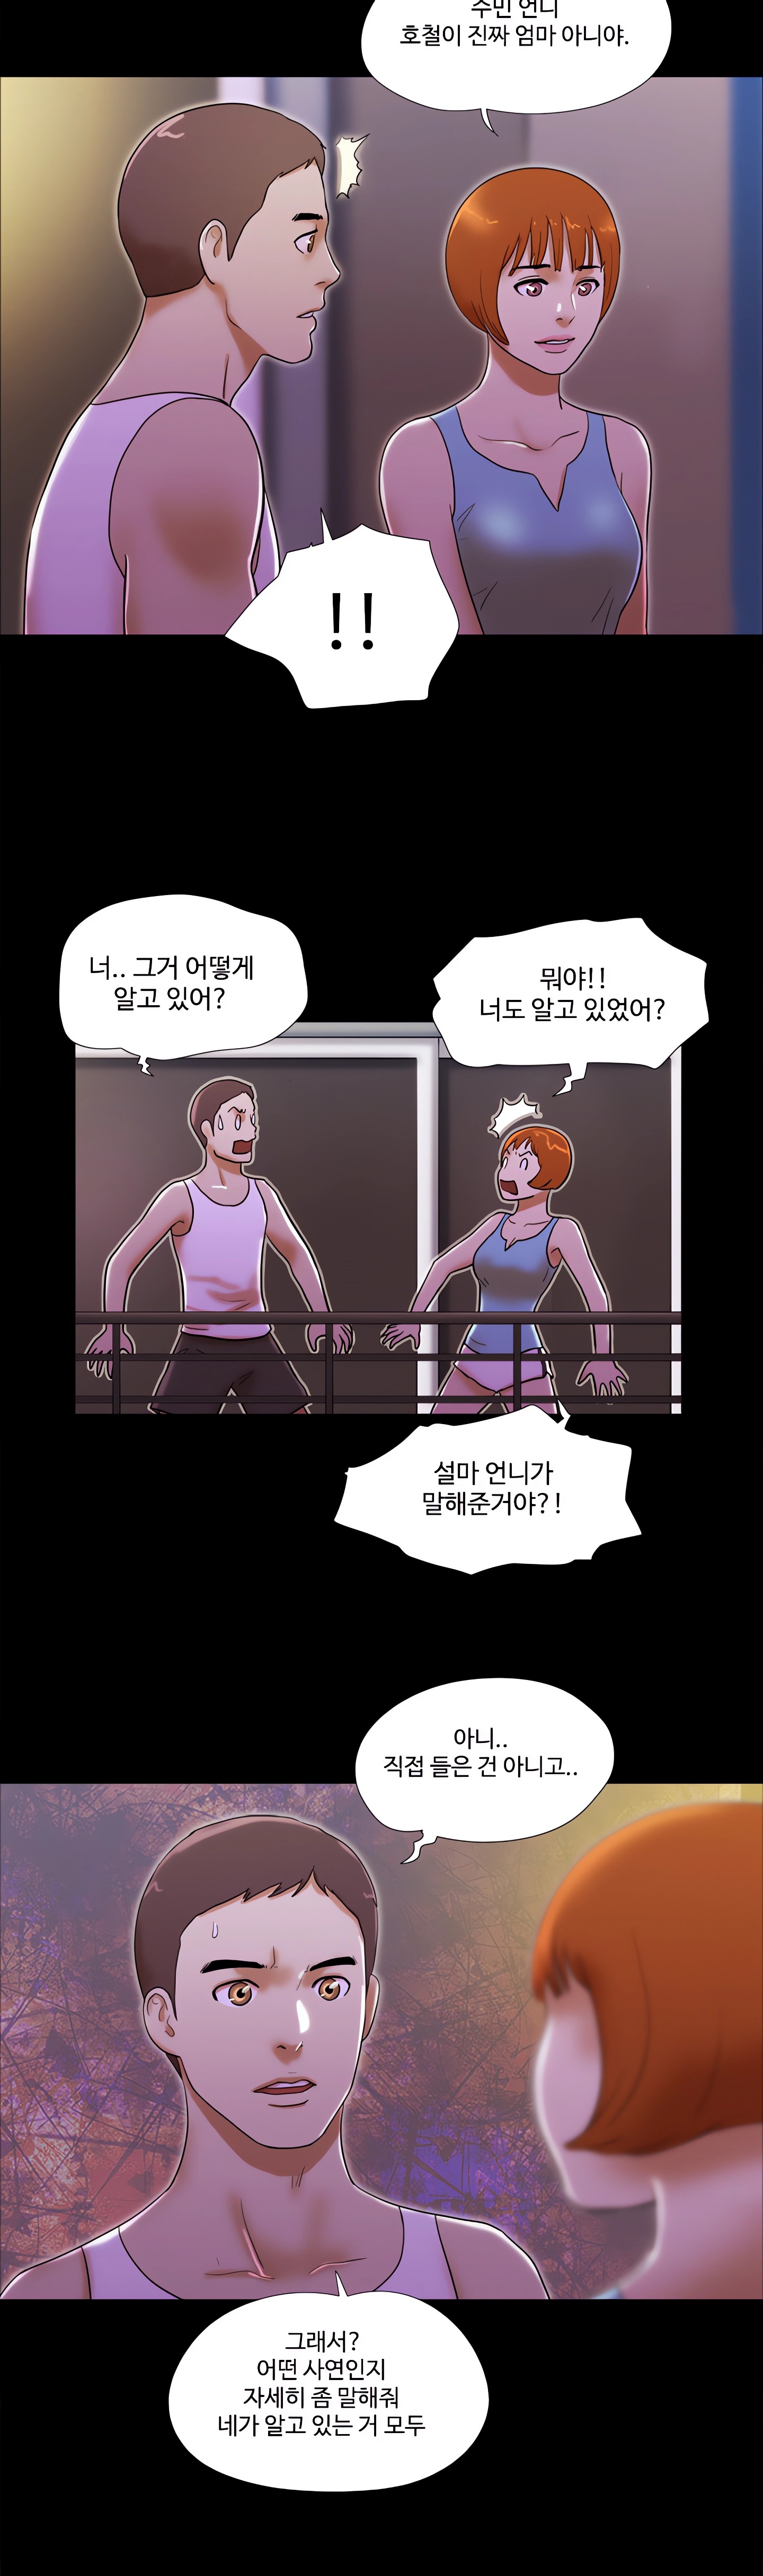 주민 언니
호철이 진짜 엄마 아니야.
!!
너.. 그거 어떻게
알고 있어?
뭐야!!
너도 알고 있었어?
설마 언니가
말해준거야?!
아니..
직접 들은 건 아니고..
그래서?
어떤 사연인지
자세히 좀 말해줘
네가 알고 있는 거 모두